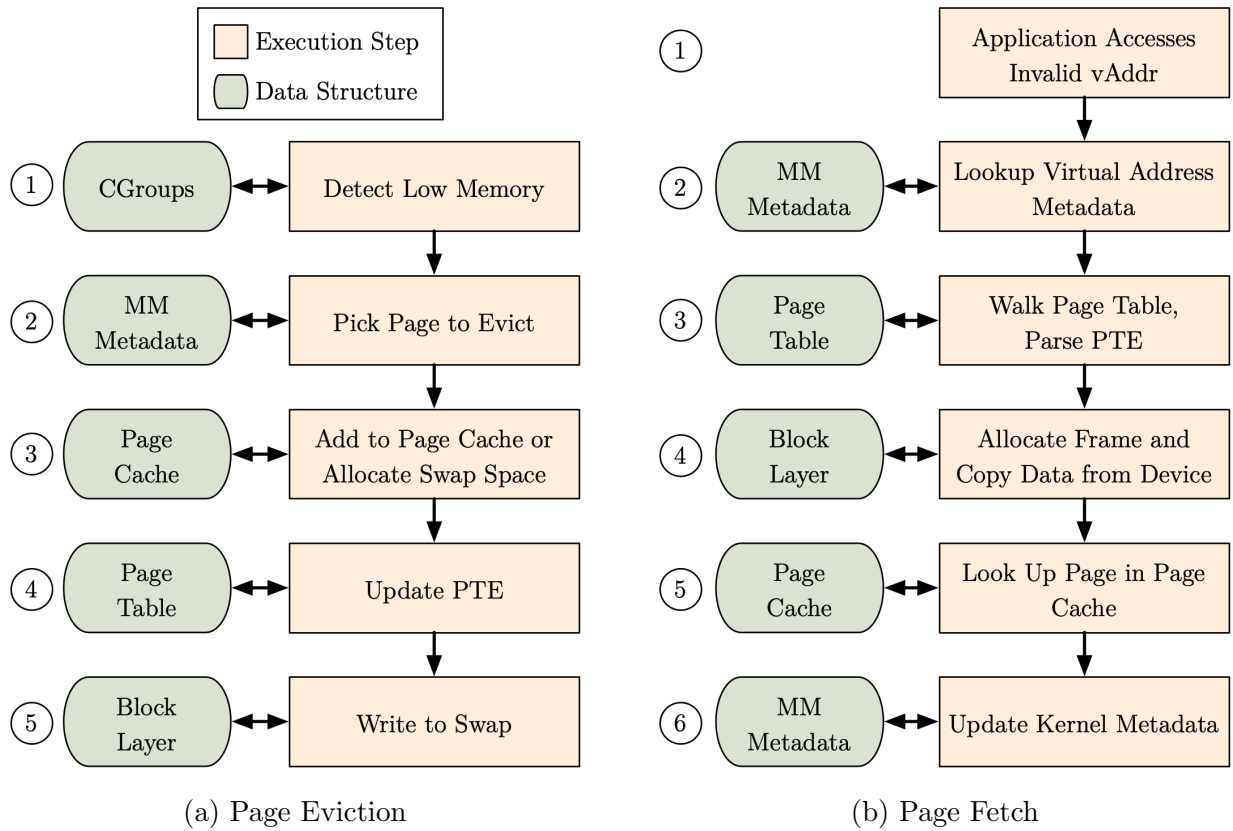 Execution Step
Data Structure
1
CGroups
Detect Low Memory
2
MM
Metadata
Pick Page to Evict
3
Page
Cache
Add to Page Cache or
Allocate Swap Space
4
Page
Table
Update PTE
5
Block
Layer
Write to Swap
(a) Page Eviction
1
Application Accesses
Invalid vAddr
2
MM
Metadata
Lookup Virtual Address
Metadata
3
Page
Table
Walk Page Table,
Parse PTE
4
Block
Layer
Allocate Frame and
Copy Data from Device
5
Page
Cache
Look Up Page in Page
Cache
6
MM
Metadata
Update Kernel Metadata
(b) Page Fetch